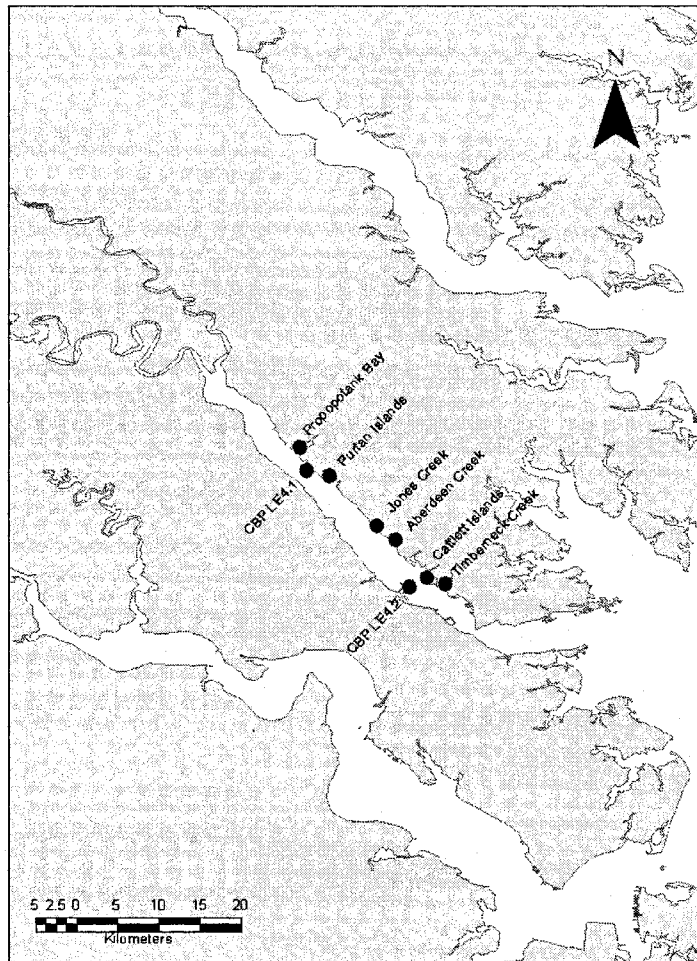 N
Propopotank Bay
Purtan Islands
CBP LE4.1
Jones Creek
Aberdeen Creek
Catlett Islands
Timberneck Creek
CBP LE4.2
5 2.5 0 5 10 15 20
Kilometers